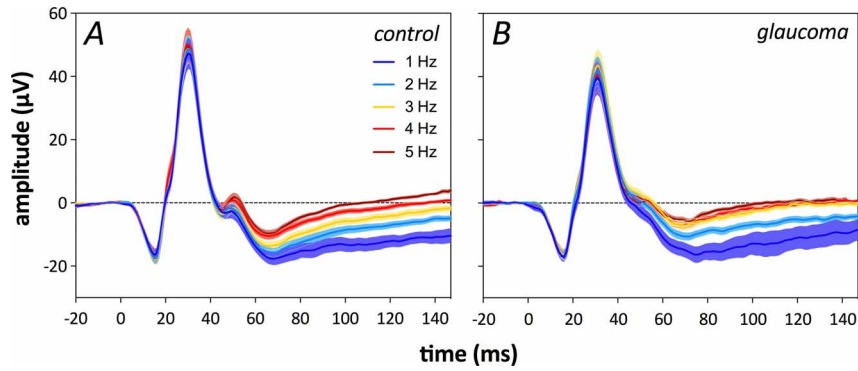 A control
B glaucoma
1 Hz
2 Hz
3 Hz
4 Hz
5 Hz
amplitude (μV)
60
40
20
0
-20
-20 0 20 40 60 80 100 120 140
-20 0 20 40 60 80 100 120 140
time (ms)